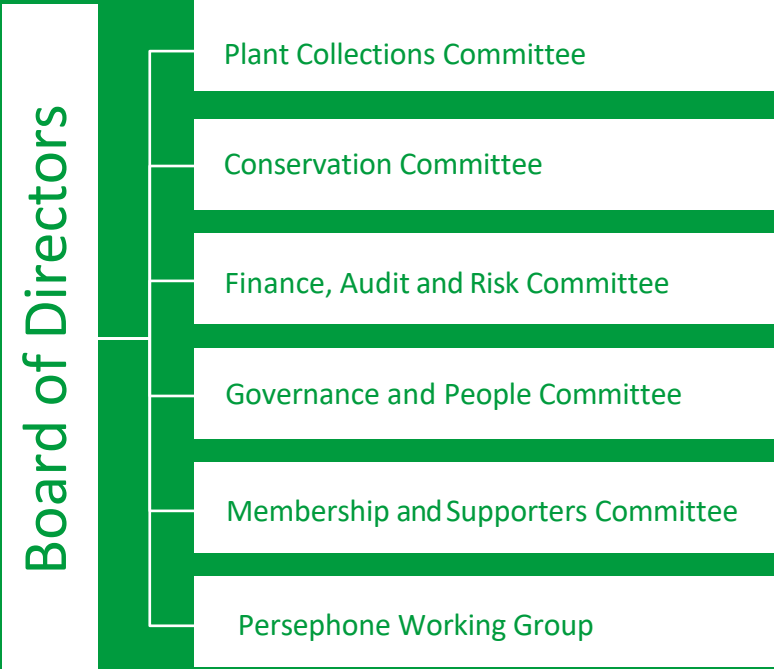 Board of Directors
Plant Collections Committee
Conservation Committee
Finance, Audit and Risk Committee
Governance and People Committee
Membership and Supporters Committee
Persephone Working Group